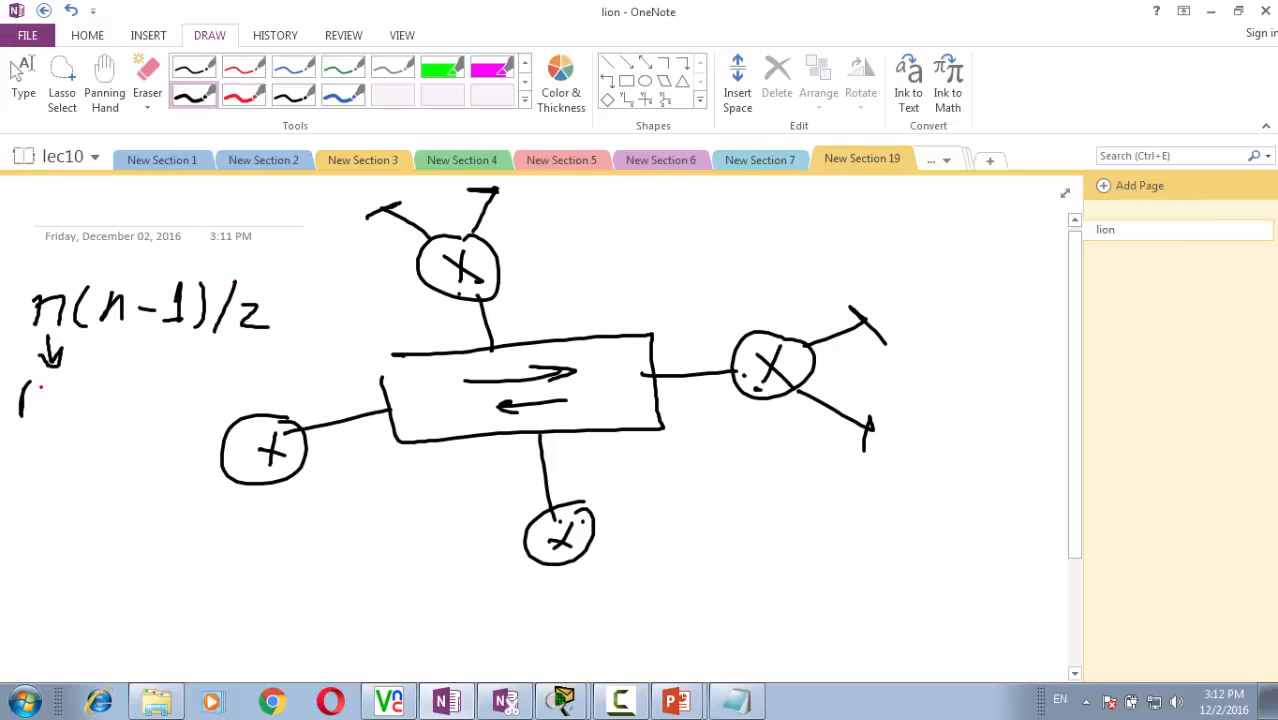 lion - OneNote
?
Sign in
FILE HOME INSERT DRAW HISTORY REVIEW VIEW
AI
Type
Lasso
Select
Panning
Hand
Eraser
Color &
Thickness
Insert
Space
Delete
Arrange
Rotate
Ink to
Text
Ink to
Math
Tools
Shapes
Edit
Convert
lec10 New Section 1 New Section 2 New Section 3 New Section 4 New Section 5 New Section 6 New Section 7 New Section 19 ...
Search (Ctrl+E)
Add Page
lion
Friday, December 02, 2016 3:11 PM
n(n-1)/2
EN
3:12 PM
12/2/2016